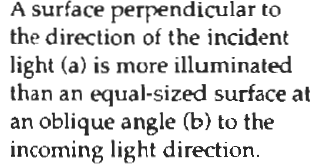 A surface perpendicular to
the direction of the incident
light (a) is more illuminated
than an equal-sized surface at
an oblique angle (b) to the
incoming light direction.